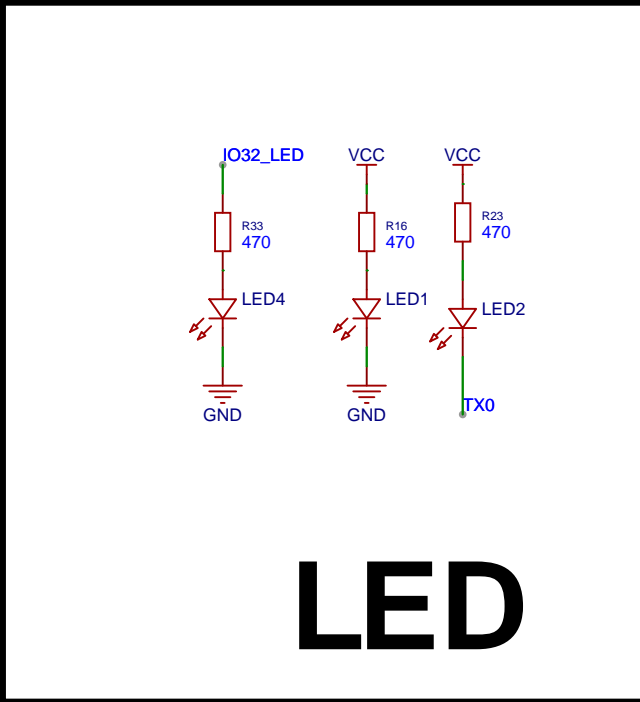 IO32_LED
VCC
VCC
R33
470
R16
470
R23
470
LED4
LED1
LED2
GND
GND
TX0
LED